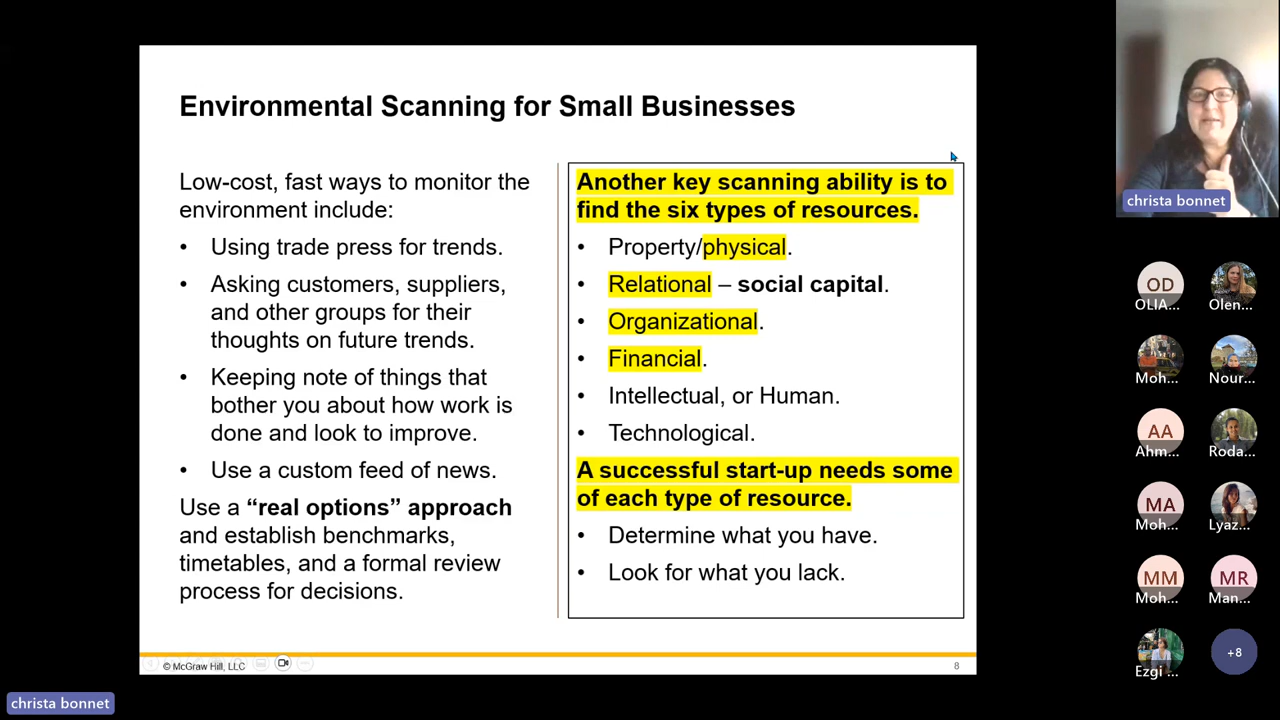 Environmental Scanning for Small Businesses
Low-cost, fast ways to monitor the
environment include:
• Using trade press for trends.
• Asking customers, suppliers,
and other groups for their
thoughts on future trends.
• Keeping note of things that
bother you about how work is
done and look to improve.
• Use a custom feed of news.
Use a “real options” approach
and establish benchmarks,
timetables, and a formal review
process for decisions.
Another key scanning ability is to
find the six types of resources.
• Property/physical.
• Relational – social capital.
• Organizational.
• Financial.
• Intellectual, or Human.
• Technological.
A successful start-up needs some
of each type of resource.
• Determine what you have.
• Look for what you lack.
© McGraw Hill, LLC
8
christa bonnet
OD
OLIA...
Olen...
Moh...
Nour...
AA
Ahm...
Roda...
MA
Moh...
Lyaz...
MM
Moh...
MR
Man...
Ezgi ...
+8
christa bonnet